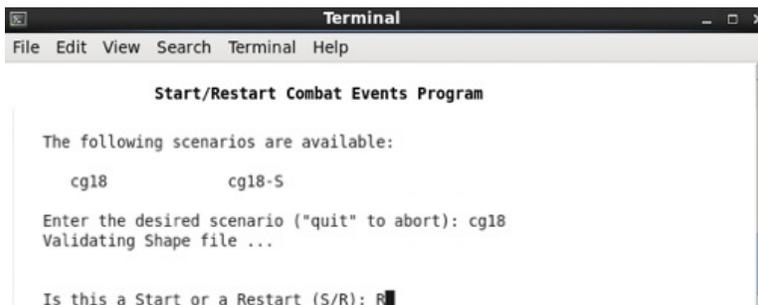 Terminal
File Edit View Search Terminal Help
Start/Restart Combat Events Program
The following scenarios are available:
cg18 cg18-S
Enter the desired scenario ("quit" to abort): cg18
Validating Shape file ...
Is this a Start or a Restart (S/R): R